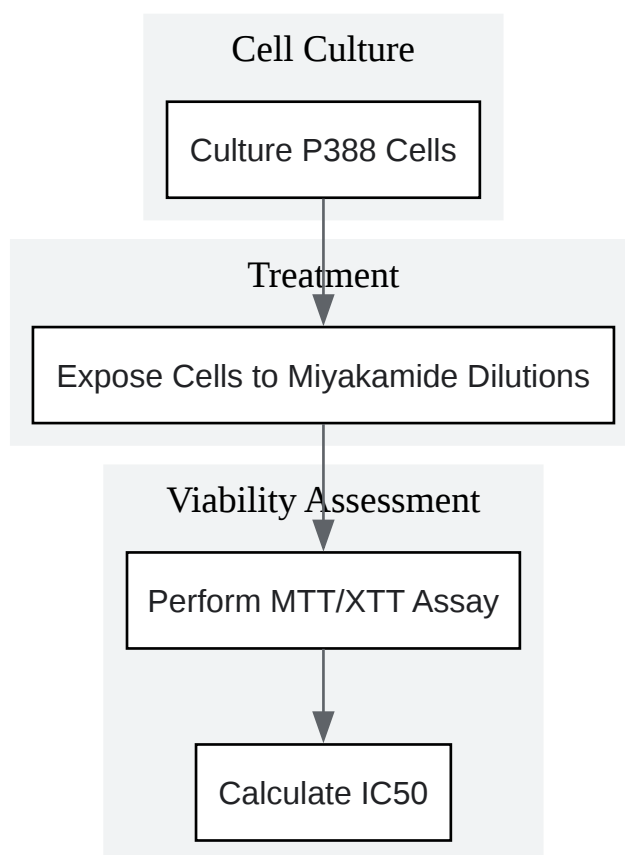 Cell Culture
Culture P388 Cells
Treatment
Expose Cells to Miyakamide Dilutions
Viability Assessment
Perform MTT/XTT Assay
Calculate IC50